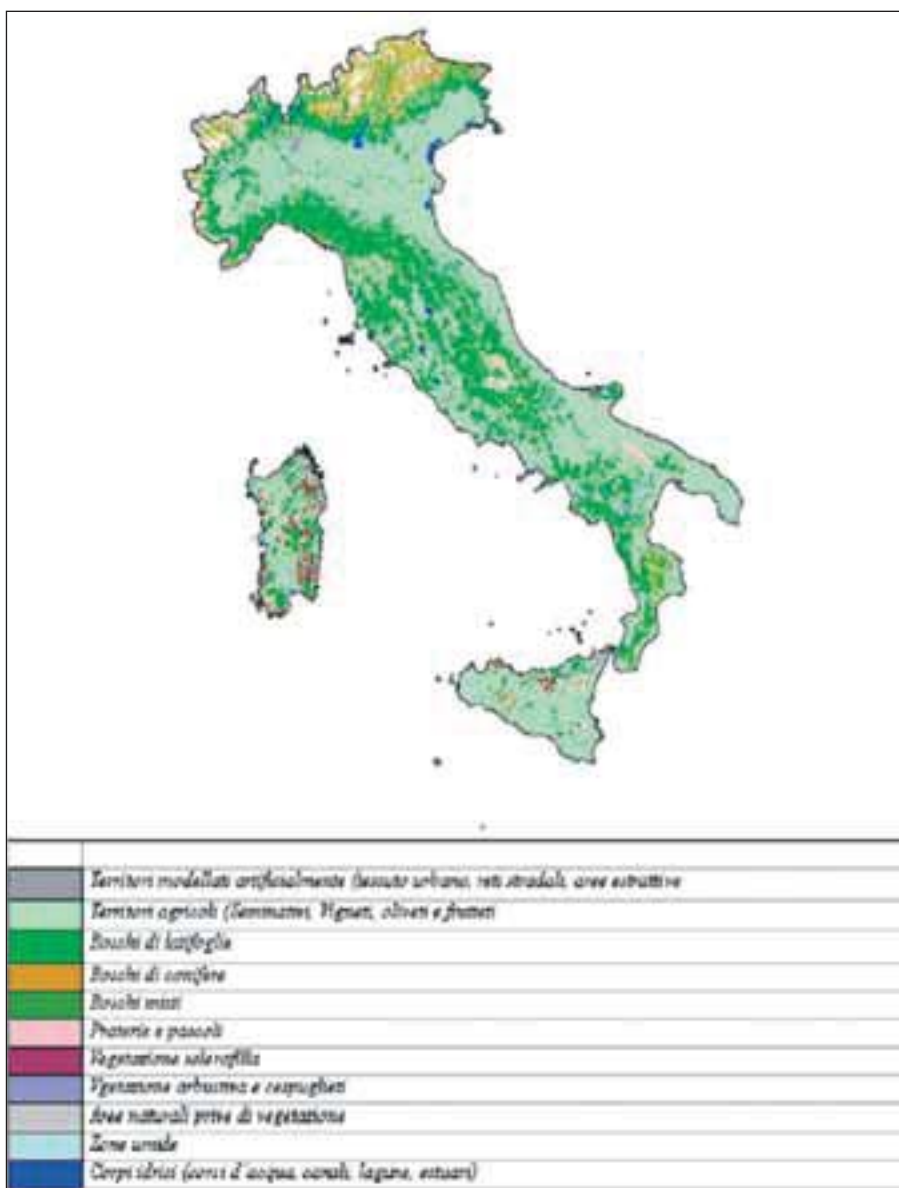 Territori modellati artificialmente (tessuto urbano, reti stradali, aree estrattive
Territori agricoli (Seminativi, Vigneti, oliveti e frutteti
Boschi di latifoglie
Boschi di conifere
Boschi misti
Praterie e pascoli
Vegetazione sclerofilla
Vgetazione arbustiva e cespuglieti
Aree naturali prive di vegetazione
Zone umide
Corpi idrici (corsi d'acqua, canali, lagune, estuari)